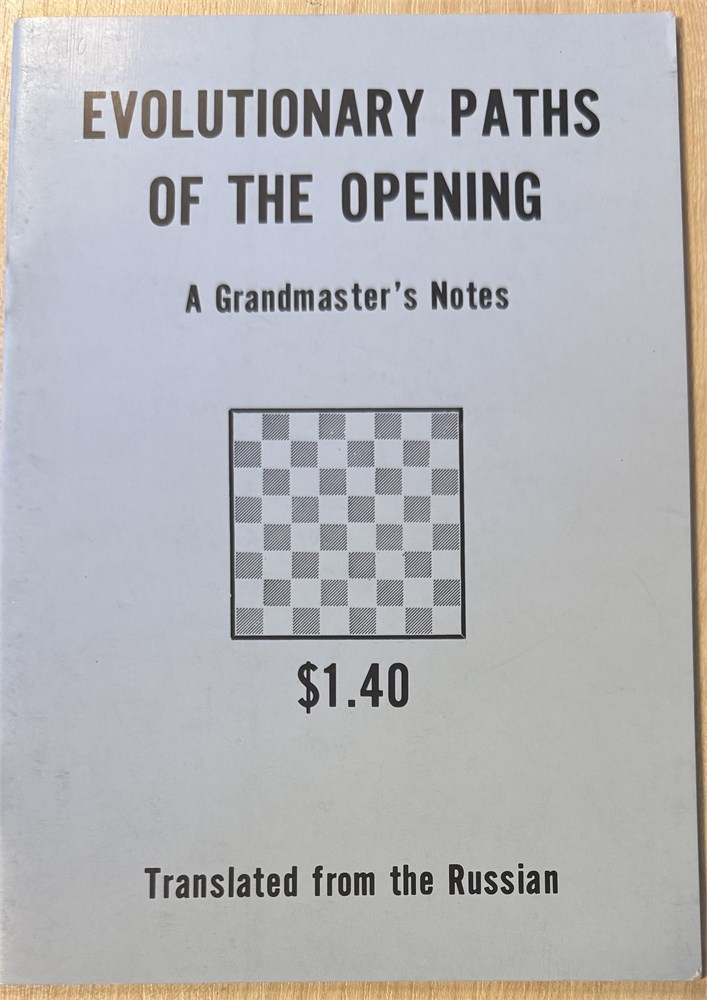 EVOLUTIONARY PATHS
OF THE OPENING
A Grandmaster's Notes
$1.40
Translated from the Russian